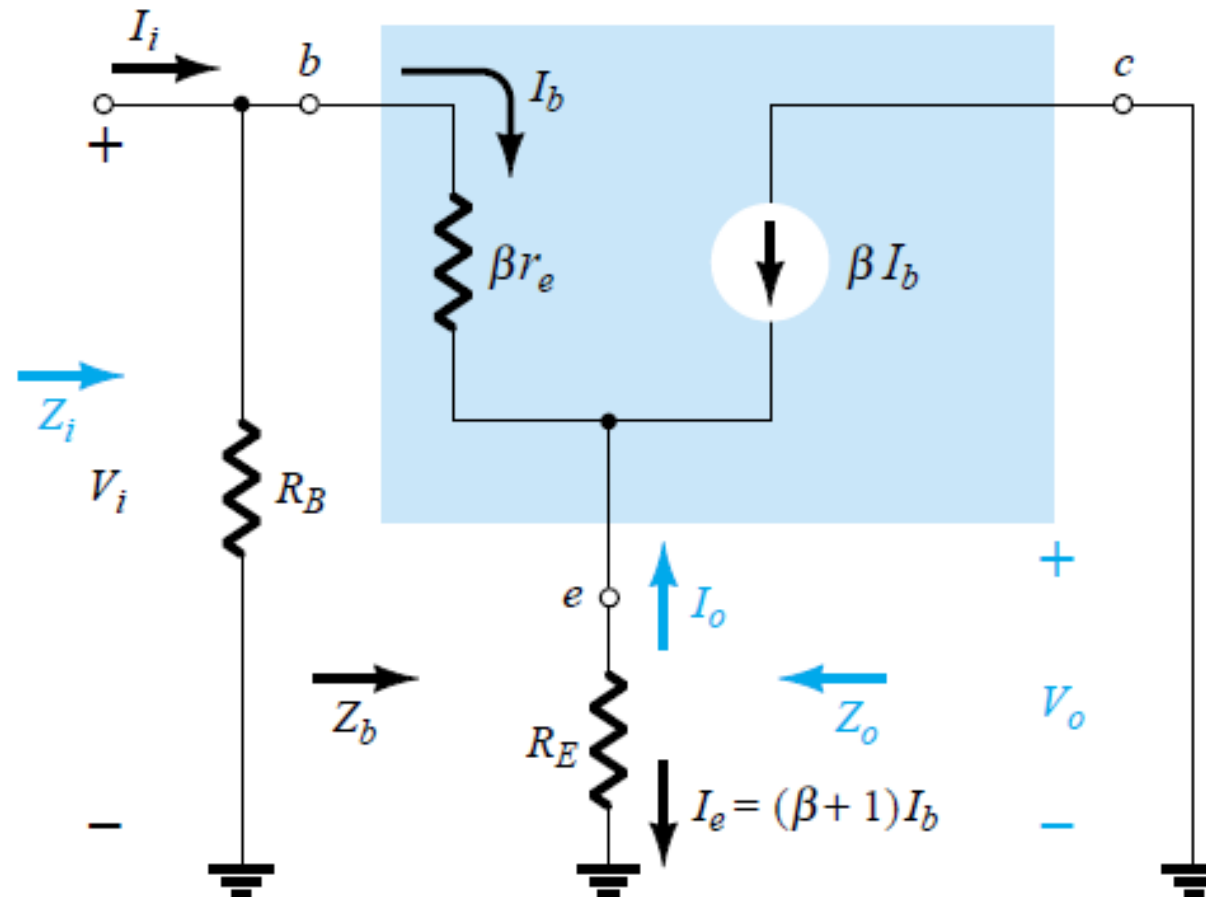 I_i
b
c
I_b
+
βr_e
βI_b
Z_i
V_i
R_B
+
e
I_o
Z_b
Z_o
V_o
R_E
I_e = (β + 1)I_b
−
−